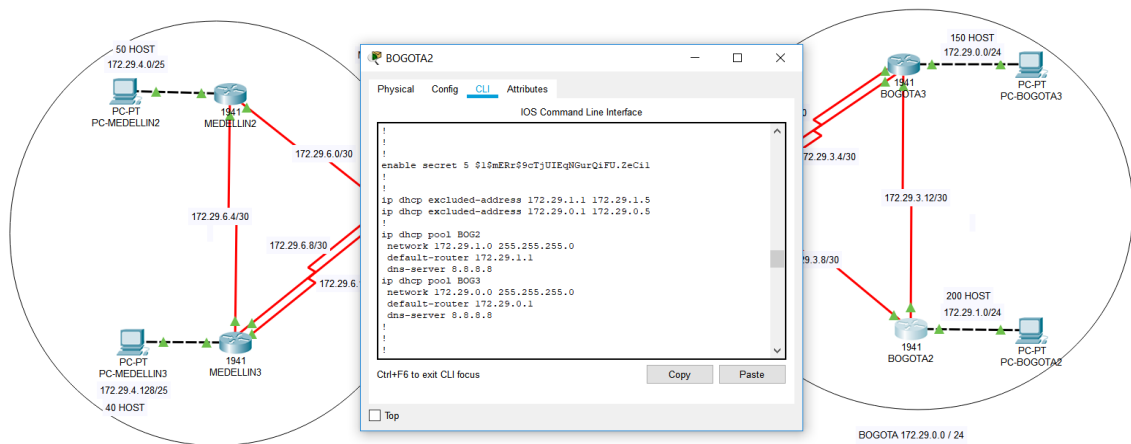 50 HOST
172.29.4.0/25
PC-PT
PC-MEDELLIN2
1941
MEDELLIN2
172.29.6.0/30
172.29.6.4/30
172.29.6.8/30
172.29.6.
PC-PT
PC-MEDELLIN3
172.29.4.128/25
40 HOST
1941
MEDELLIN3
BOGOTA2
Physical Config CLI Attributes
IOS Command Line Interface
!
!
!
enable secret 5 $1$mERr$9cTjUIEqNGurQiFU.ZeCi1
!
!
ip dhcp excluded-address 172.29.1.1 172.29.1.5
ip dhcp excluded-address 172.29.0.1 172.29.0.5
!
ip dhcp pool BOG2
network 172.29.1.0 255.255.255.0
default-router 172.29.1.1
dns-server 8.8.8.8
ip dhcp pool BOG3
network 172.29.0.0 255.255.255.0
default-router 172.29.0.1
dns-server 8.8.8.8
!
!
!
Ctrl+F6 to exit CLI focus
Copy Paste
Top
150 HOST
172.29.0.0/24
1941
BOGOTA3
PC-PT
PC-BOGOTA3
172.29.3.4/30
172.29.3.12/30
29.3.8/30
200 HOST
172.29.1.0/24
1941
BOGOTA2
PC-PT
PC-BOGOTA2
BOGOTA 172.29.0.0 / 24